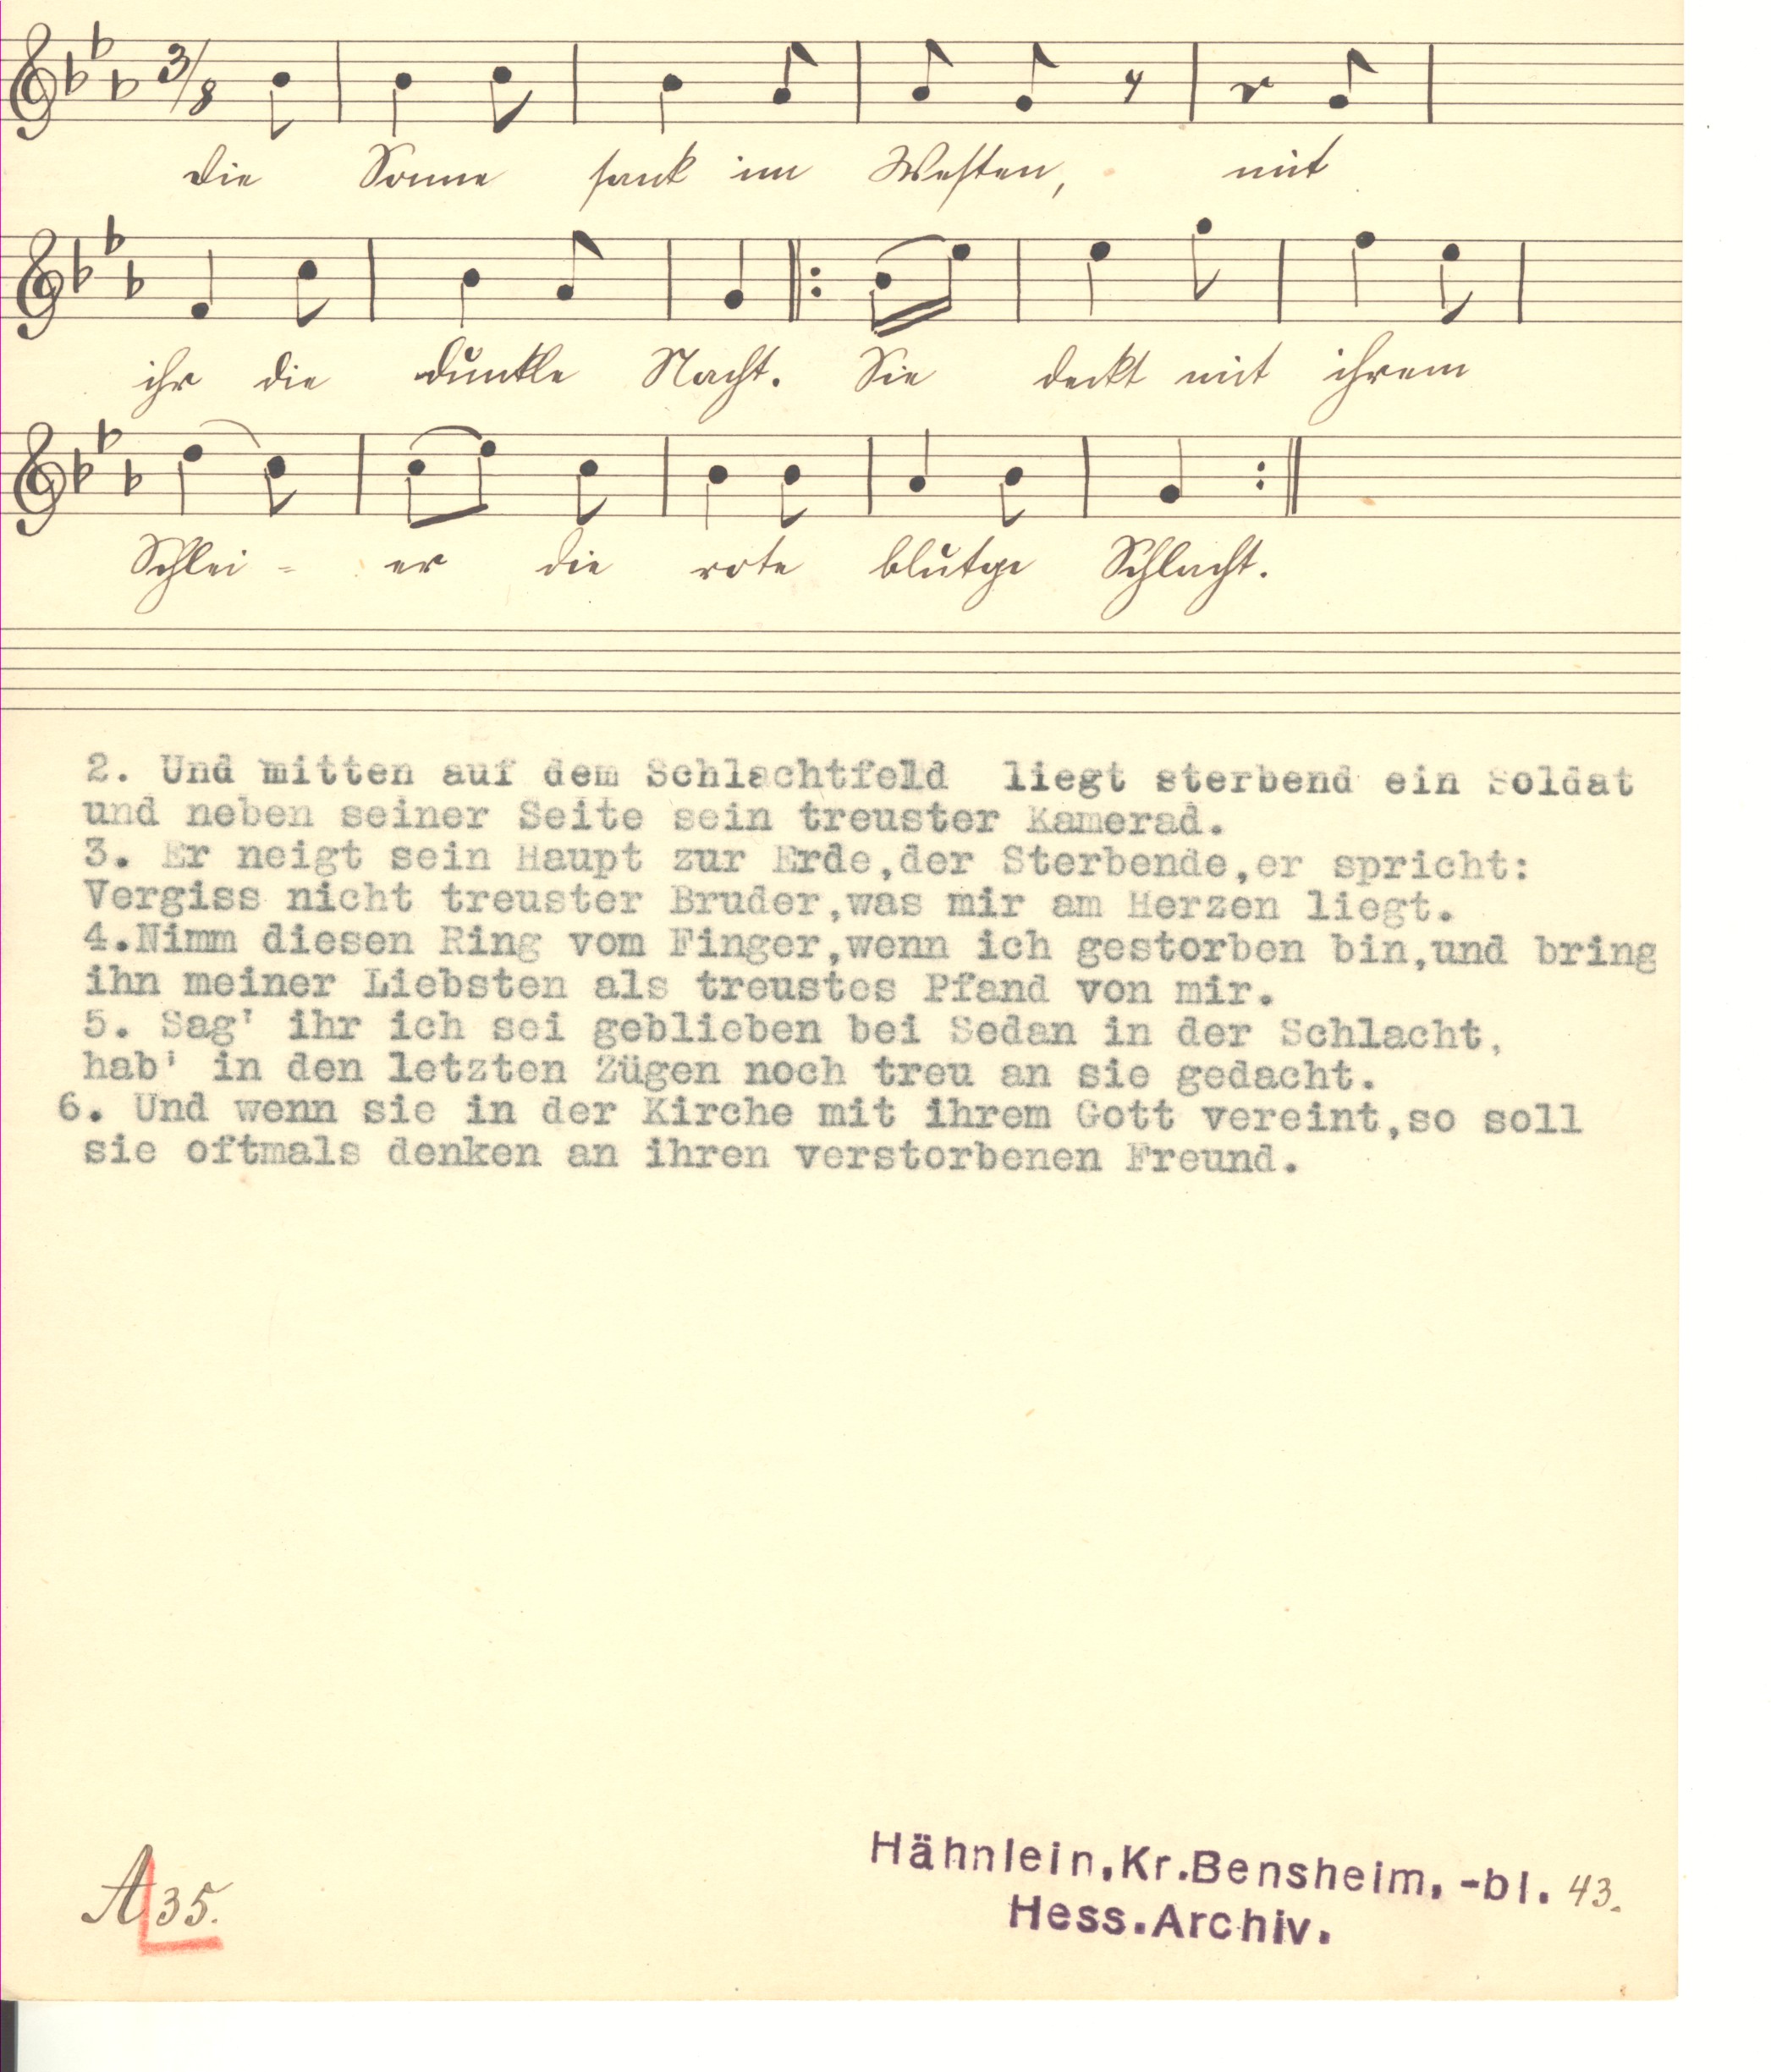 3/8
Die Sonne sank im Westen, mit
ihr die dunkle Nacht. Sie deckt mit ihrem
Schlei - er die rote blutge Schlacht.
2. Und mitten auf dem Schlachtfeld liegt sterbend ein Soldat
und neben seiner Seite sein treuster Kamerad.
3. Er neigt sein Haupt zur Erde,der Sterbende,er spricht:
Vergiss nicht treuster Bruder,was mir am Herzen liegt.
4.Nimm diesen Ring vom Finger,wenn ich gestorben bin,und bring
ihn meiner Liebsten als treustes Pfand von mir.
5. Sag' ihr ich sei geblieben bei Sedan in der Schlacht,
hab' in den letzten Zügen noch treu an sie gedacht.
6. Und wenn sie in der Kirche mit ihrem Gott vereint,so soll
sie oftmals denken an ihren verstorbenen Freund.
Hähnlein,Kr.Bensheim,-bl. 43.
A 35.
Hess.Archiv.